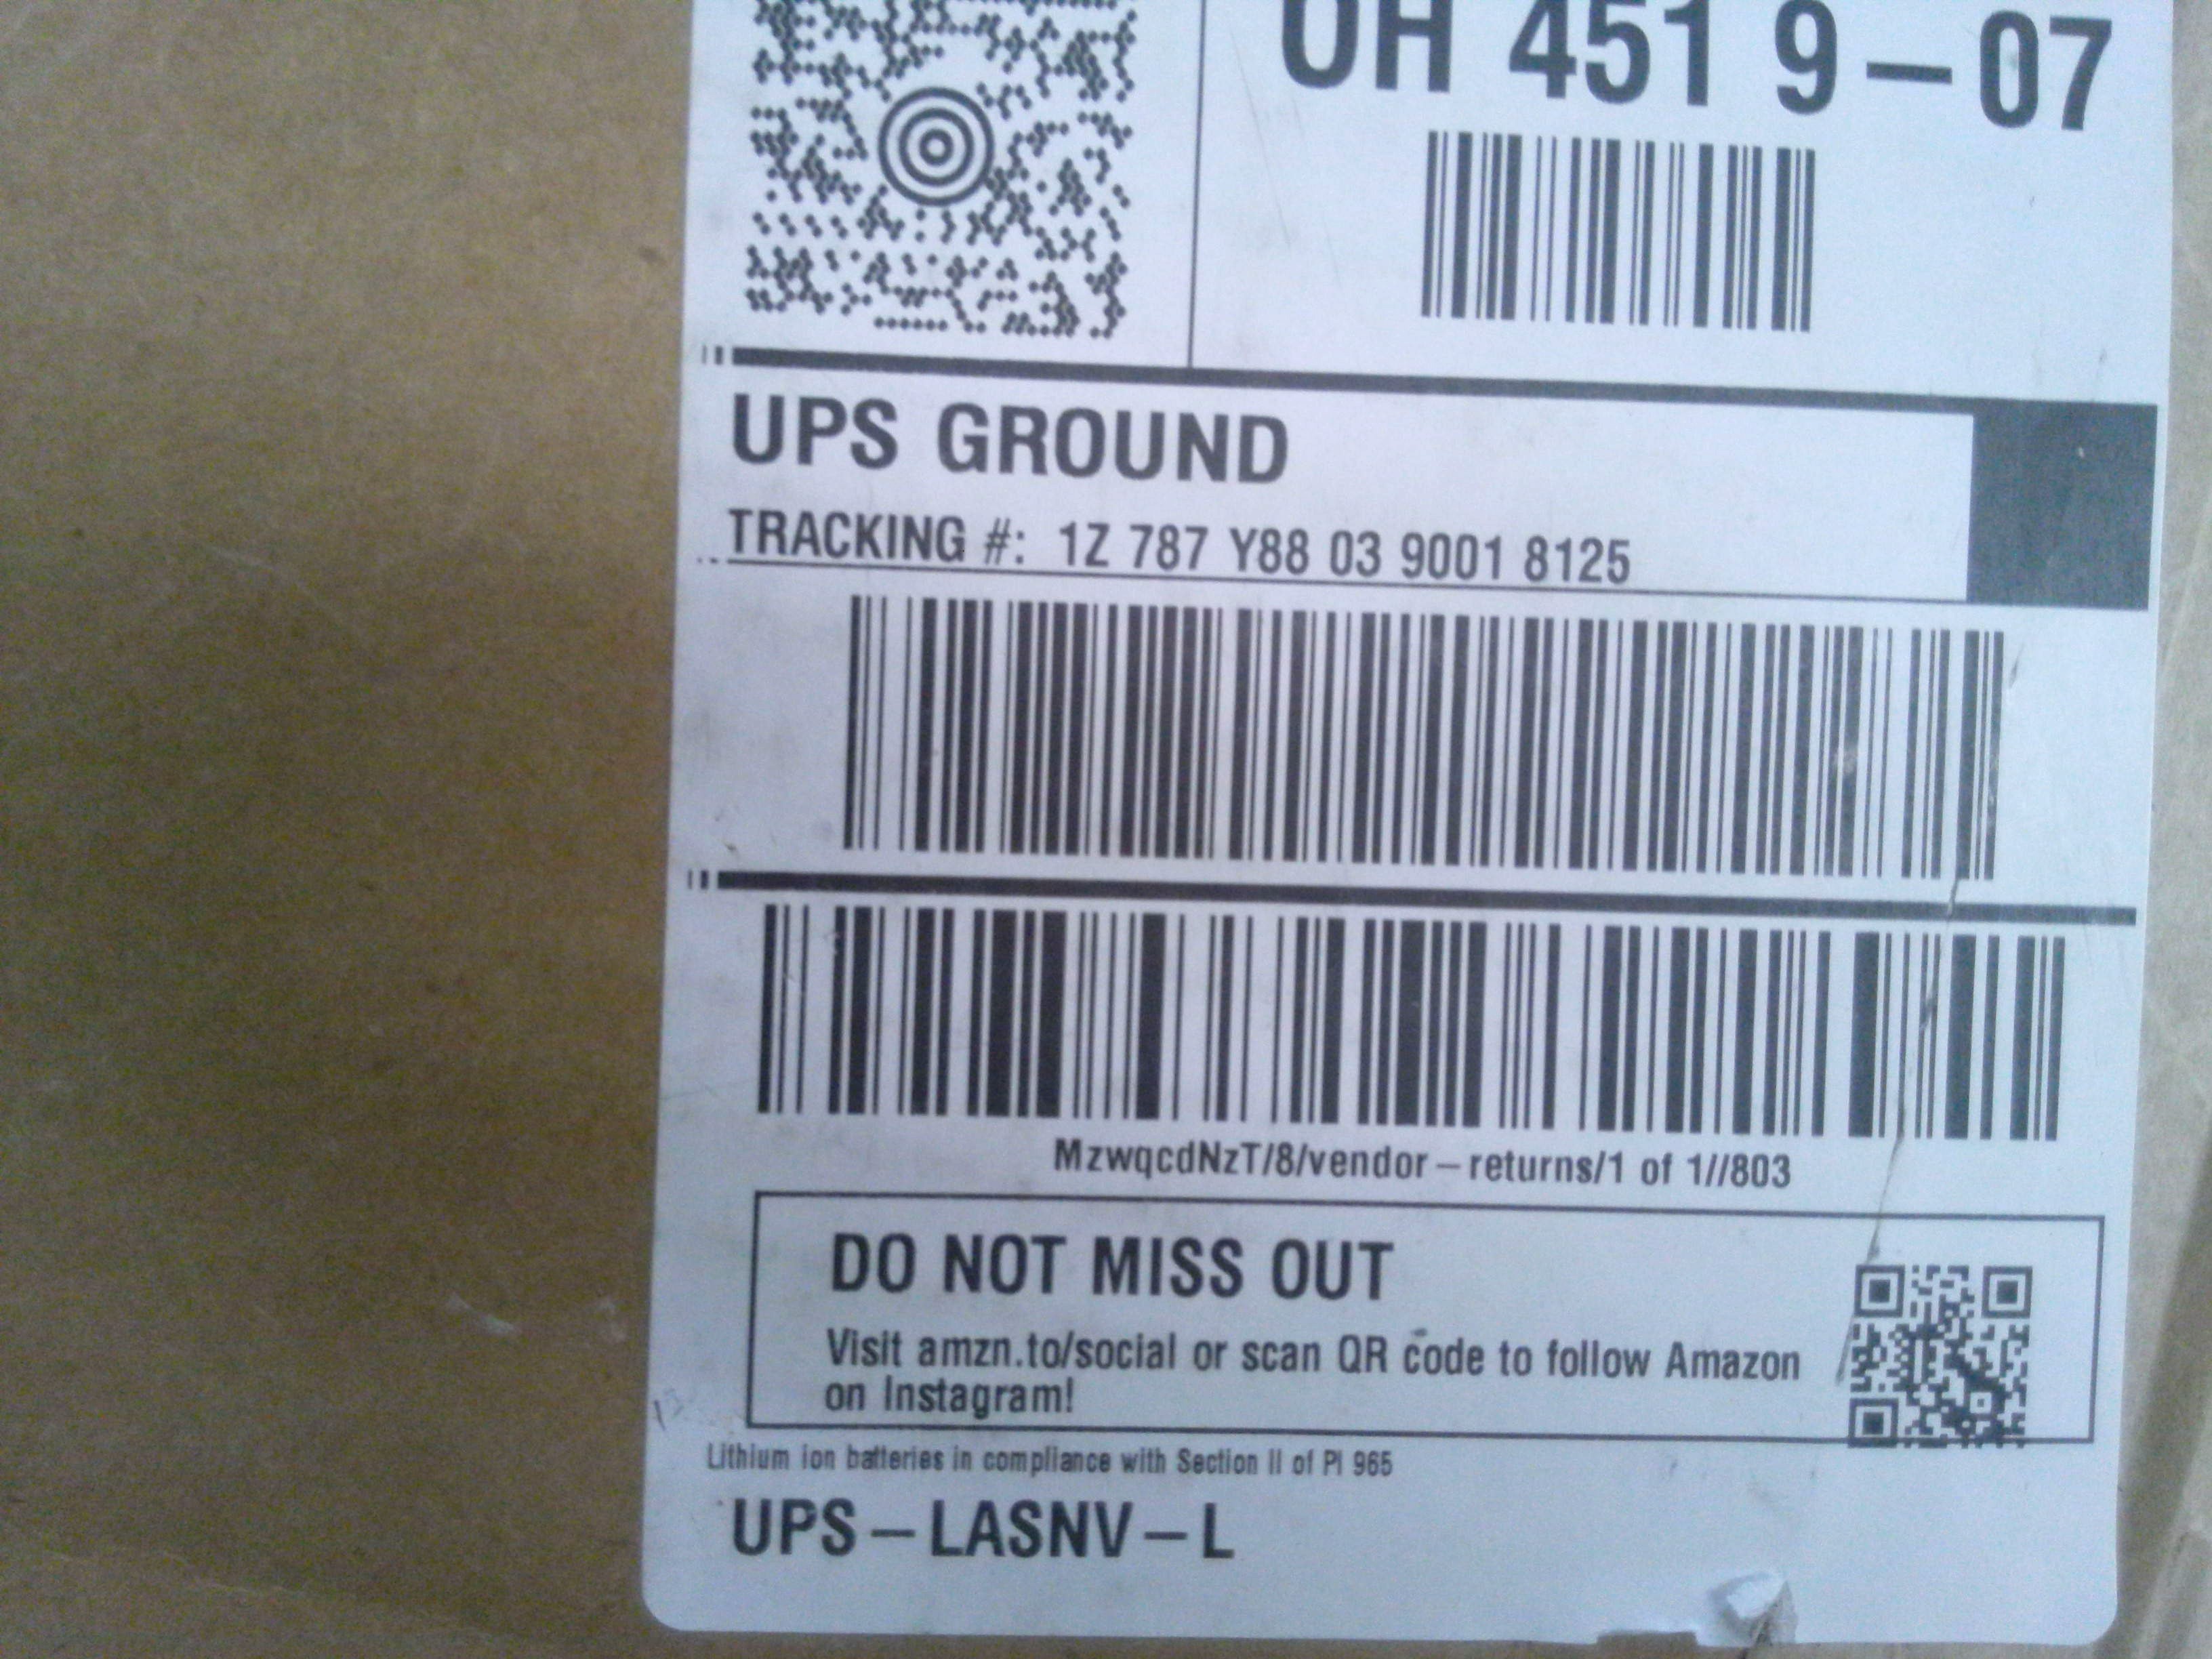 OH 451 9-07
UPS GROUND
TRACKING #: 1Z 787 Y88 03 9001 8125
MzwqcdNzT/8/vendor-returns/1 of 1//803
DO NOT MISS OUT
Visit amzn.to/social or scan QR code to follow Amazon
on Instagram!
Lithium ion batteries in compliance with Section II of PI 965
UPS-LASNV-L